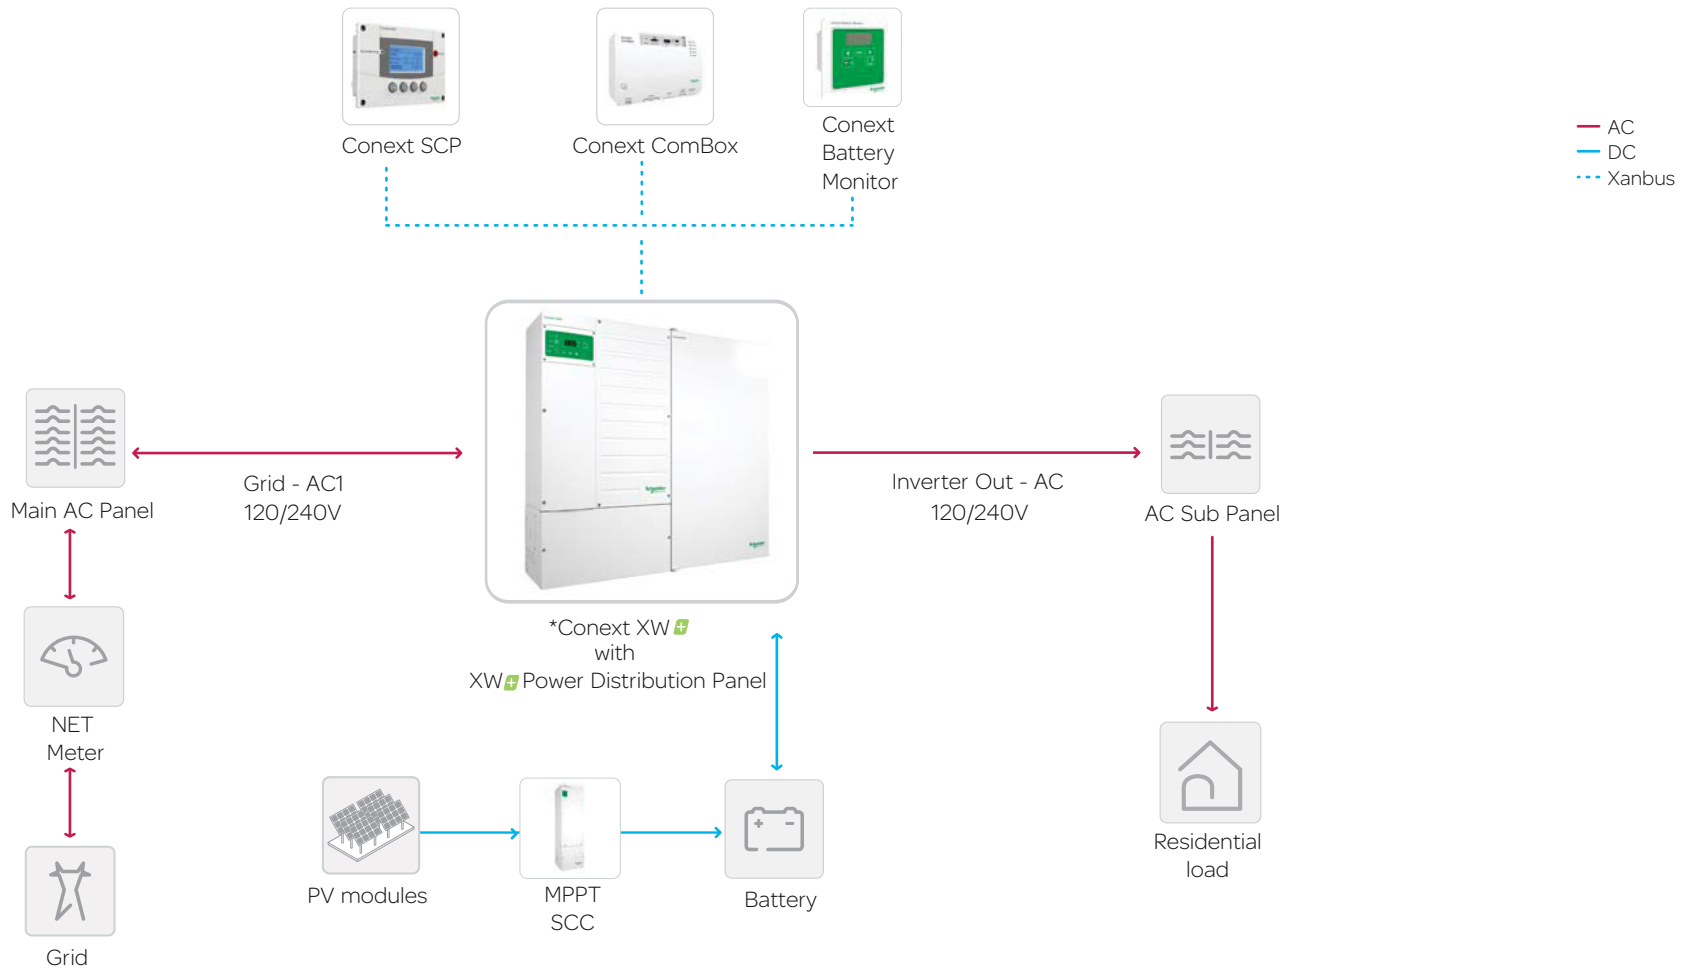 Conext SCP
Conext ComBox
Conext
Battery
Monitor
AC
DC
Xanbus
Main AC Panel
Grid - AC1
120/240V
Inverter Out - AC
120/240V
AC Sub Panel
*Conext XW+
with
XW+ Power Distribution Panel
NET
Meter
Grid
PV modules
MPPT
SCC
Battery
Residential
load